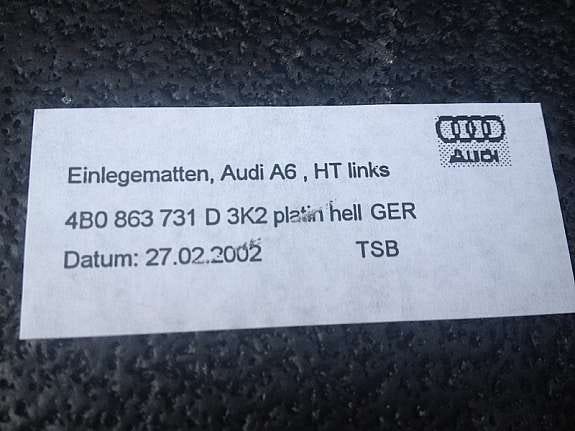 AUDI
Einlegematten, Audi A6 , HT links
4B0 863 731 D 3K2 platin hell GER
Datum: 27.02.2002 TSB